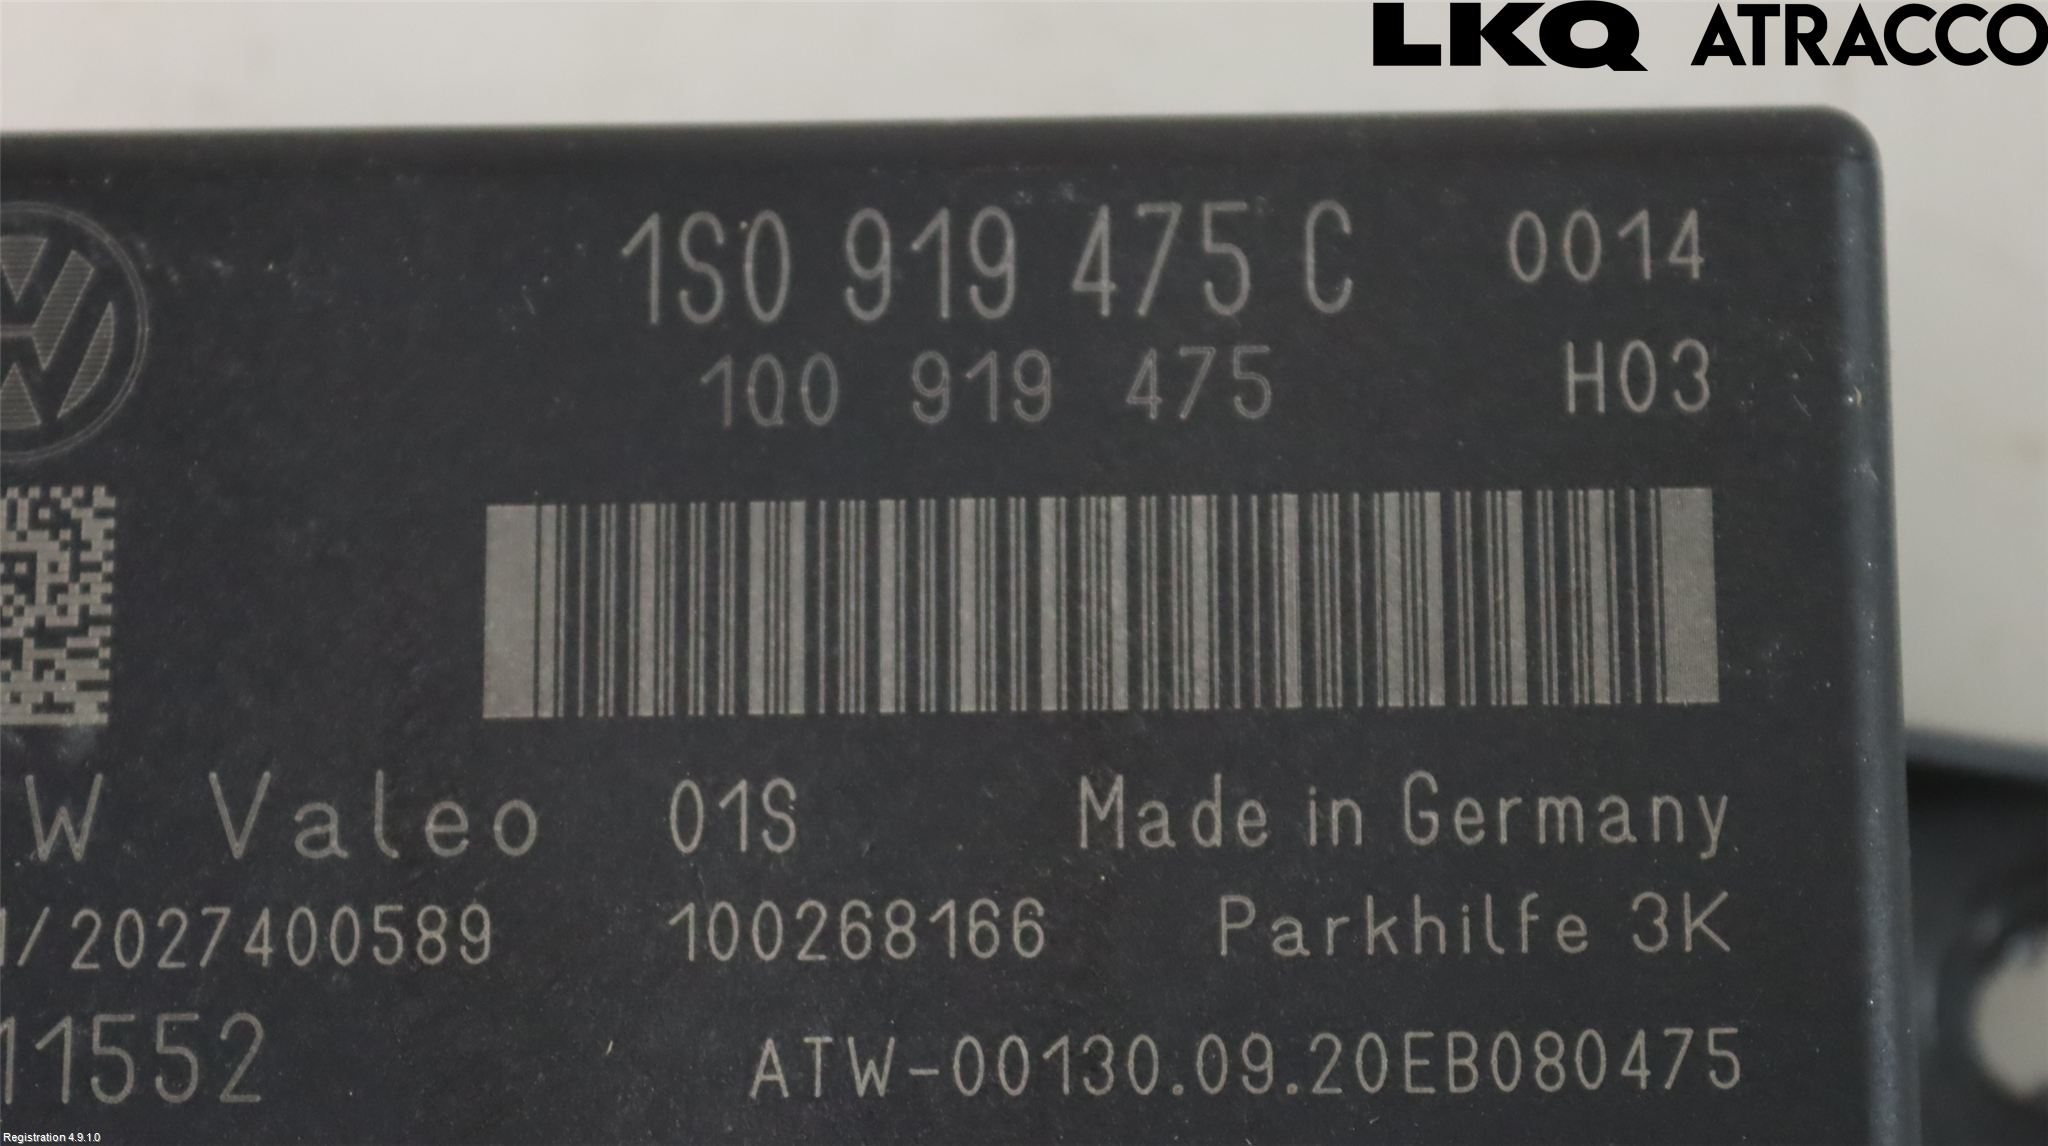 LKQ ATRACCO
1S0 919 475 C 0014
1Q0 919 475 H03
W Valeo 01S Made in Germany
/2027400589 100268166 Parkhilfe 3K
11552 ATW-00130.09.20EB080475
Registration 4.9.1.0